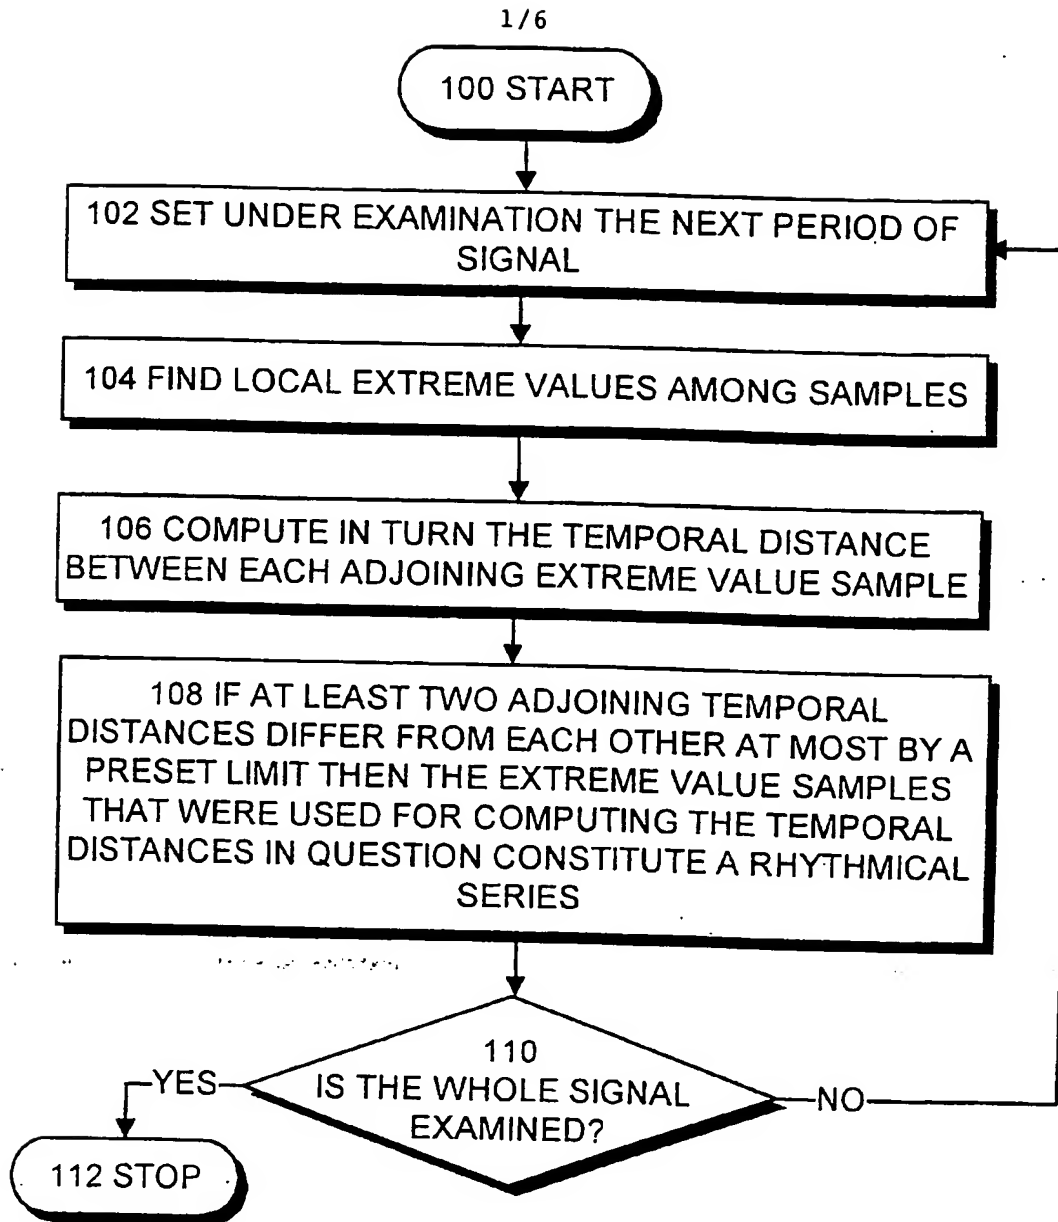 1/6
100 START
102 SET UNDER EXAMINATION THE NEXT PERIOD OF
SIGNAL
104 FIND LOCAL EXTREME VALUES AMONG SAMPLES
106 COMPUTE IN TURN THE TEMPORAL DISTANCE
BETWEEN EACH ADJOINING EXTREME VALUE SAMPLE
108 IF AT LEAST TWO ADJOINING TEMPORAL
DISTANCES DIFFER FROM EACH OTHER AT MOST BY A
PRESET LIMIT THEN THE EXTREME VALUE SAMPLES
THAT WERE USED FOR COMPUTING THE TEMPORAL
DISTANCES IN QUESTION CONSTITUTE A RHYTHMICAL
SERIES
110
IS THE WHOLE SIGNAL
EXAMINED?
YES
NO
112 STOP